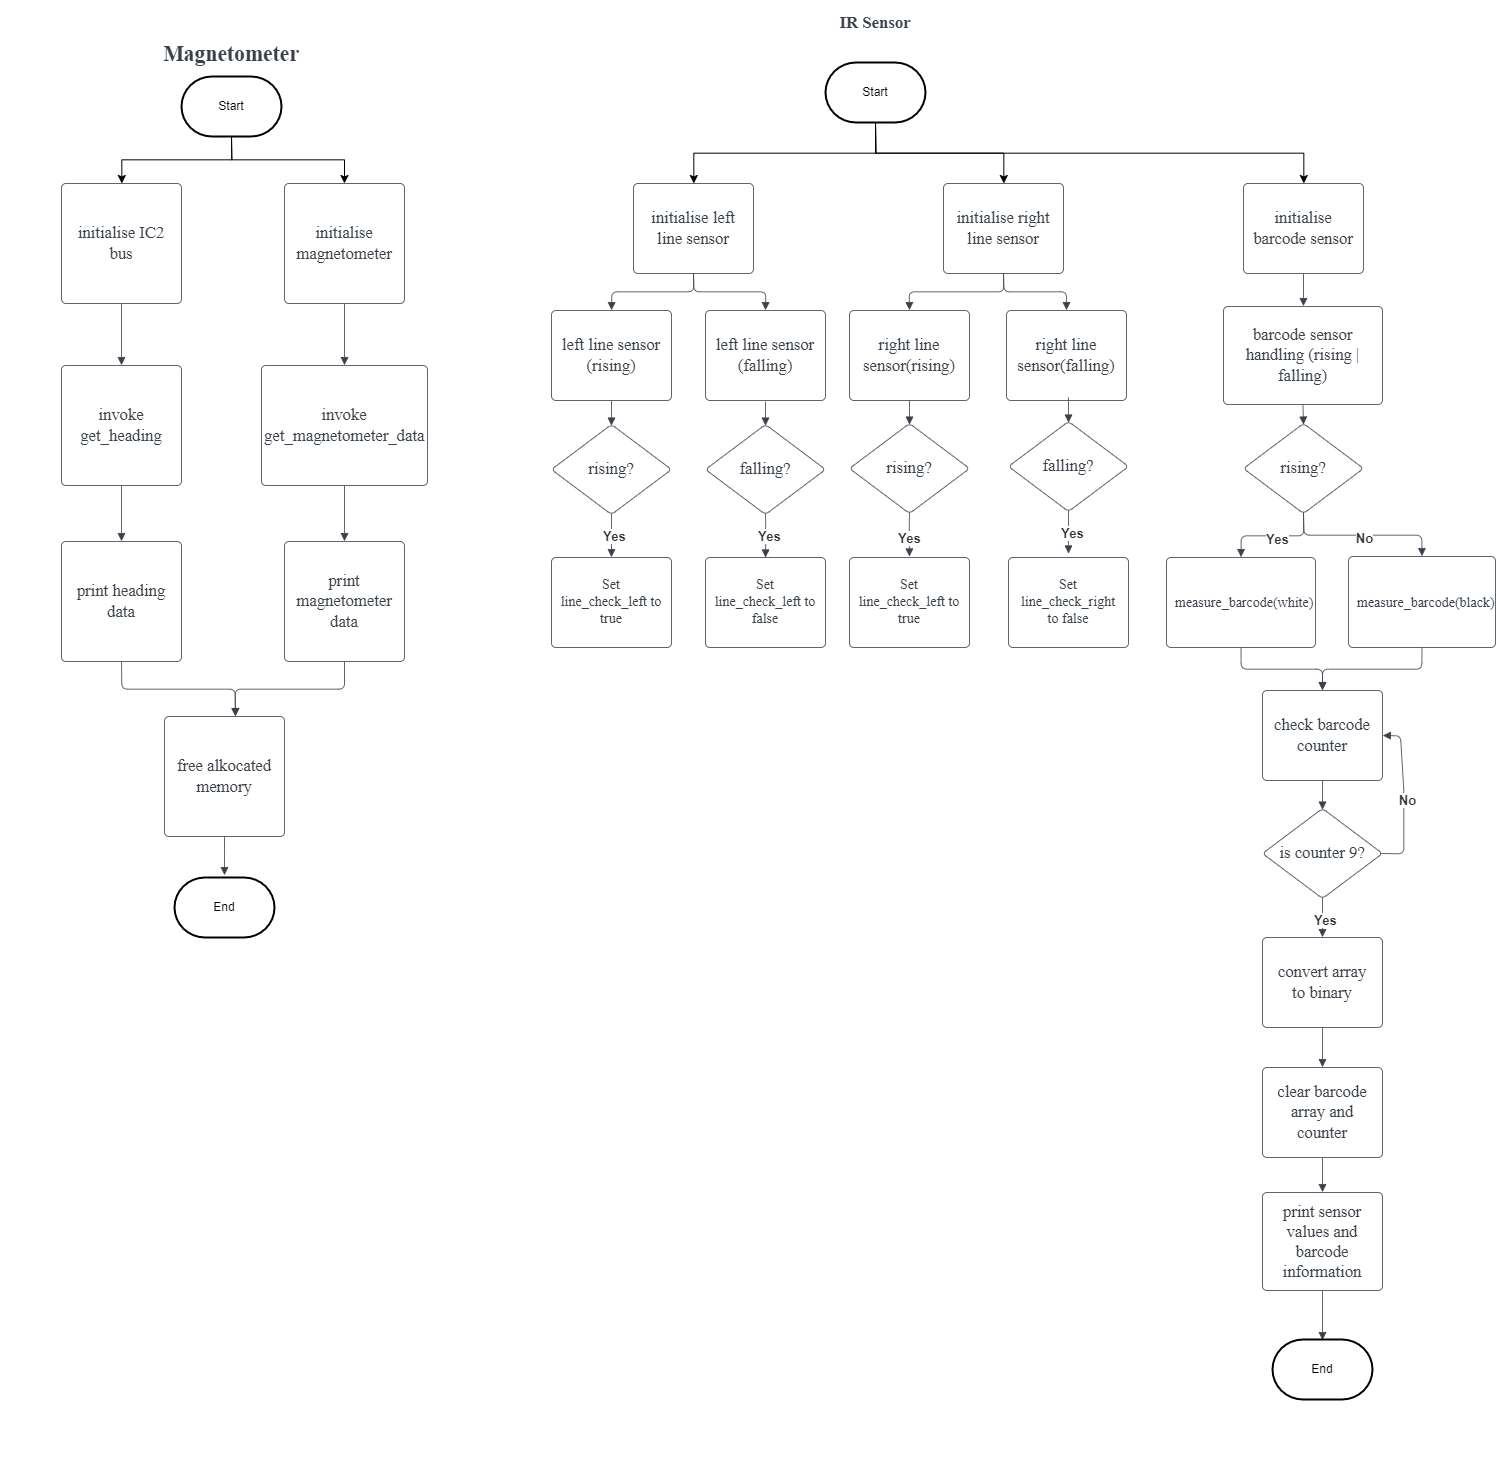 IR Sensor
Magnetometer
Start
initialise IC2
bus
initialise
magnetometer
invoke
get_heading
invoke
get_magnetometer_data
print heading
data
print
magnetometer
data
free alkocated
memory
End
Start
initialise left
line sensor
initialise right
line sensor
initialise
barcode sensor
left line sensor
(rising)
left line sensor
(falling)
right line
sensor(rising)
right line
sensor(falling)
barcode sensor
handling (rising |
falling)
rising?
falling?
rising?
falling?
rising?
Yes
Yes
Yes
Yes
Yes
No
Set
line_check_left to
true
Set
line_check_left to
false
Set
line_check_left to
true
Set
line_check_right
to false
measure_barcode(white)
measure_barcode(black)
check barcode
counter
No
is counter 9?
Yes
convert array
to binary
clear barcode
array and
counter
print sensor
values and
barcode
information
End